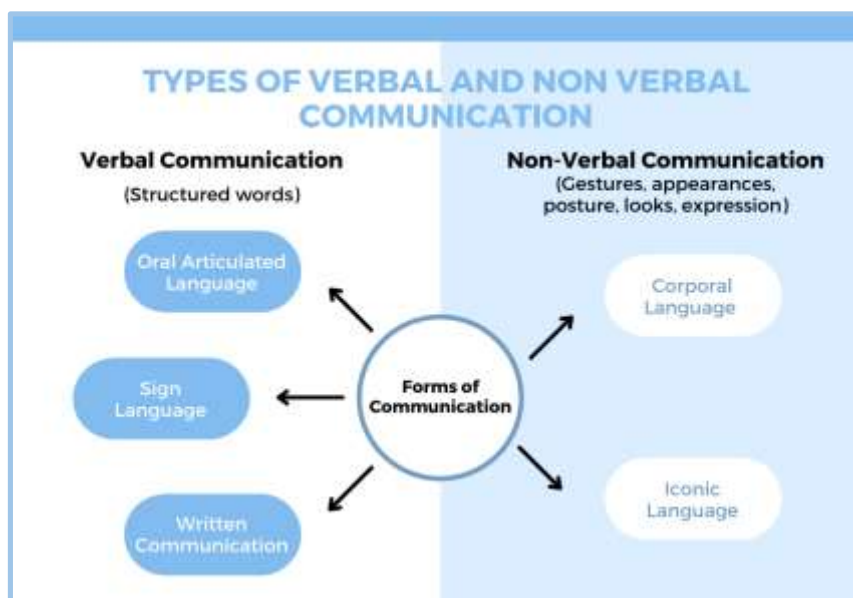 TYPES OF VERBAL AND NON VERBAL
COMMUNICATION
Verbal Communication
(Structured words)
Oral Articulated
Language
Sign
Language
Written
Communication
Forms of
Communication
Non-Verbal Communication
(Gestures, appearances,
posture, looks, expression)
Corporal
Language
Iconic
Language